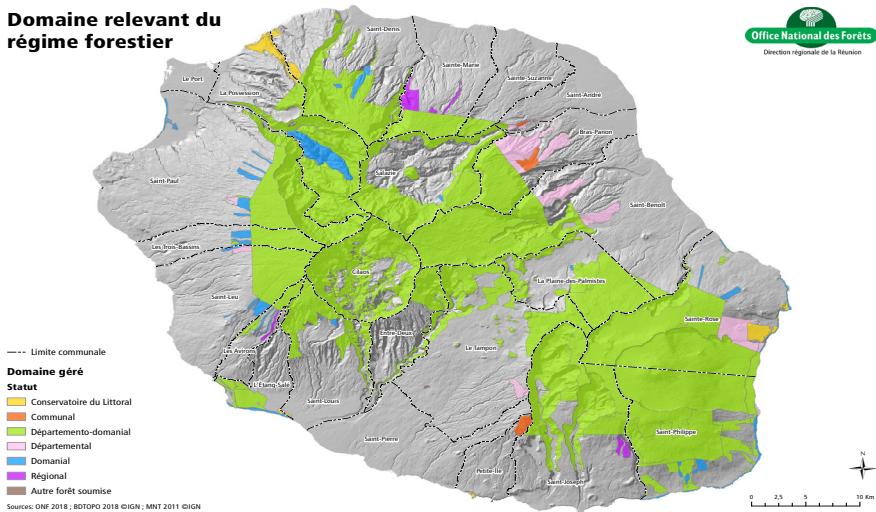 Domaine relevant du
régime forestier
Office National des Forêts
Direction régionale de la Réunion
Saint-Denis
Sainte-Marie
Sainte-Suzanne
Le Port
La Possession
Saint-André
Bras-Panon
Salazie
Saint-Paul
Saint-Benoît
Les Trois-Bassins
Cilaos
La Plaine-des-Palmistes
Saint-Leu
Sainte-Rose
Entre-Deux
Le Tampon
Les Avirons
L'Étang-Salé
Saint-Louis
Saint-Philippe
Saint-Pierre
Petite-Île
Saint-Joseph
Limite communale
Domaine géré
Statut
Conservatoire du Littoral
Communal
Départemento-domanial
Départemental
Domanial
Régional
Autre forêt soumise
Sources: ONF 2018 ; BDTOPO 2018 ©IGN ; MNT 2011 ©IGN
N
0 2,5 5 10 Km